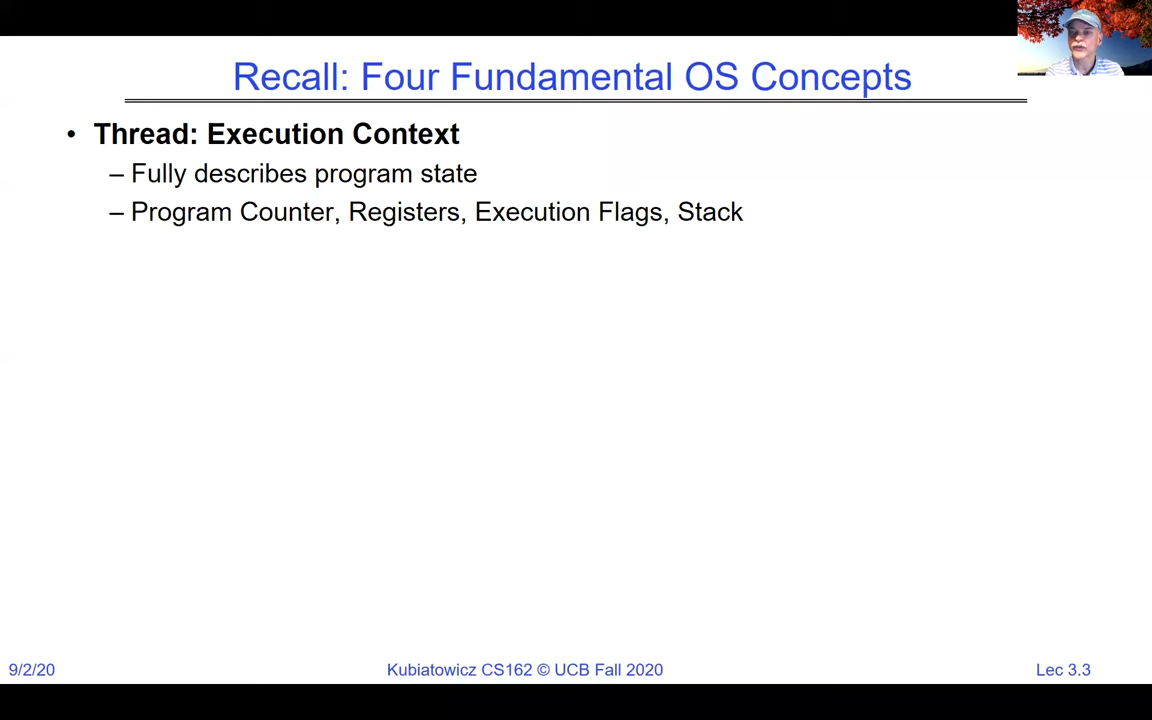 Recall: Four Fundamental OS Concepts
• Thread: Execution Context
– Fully describes program state
– Program Counter, Registers, Execution Flags, Stack
9/2/20
Kubiatowicz CS162 © UCB Fall 2020
Lec 3.3